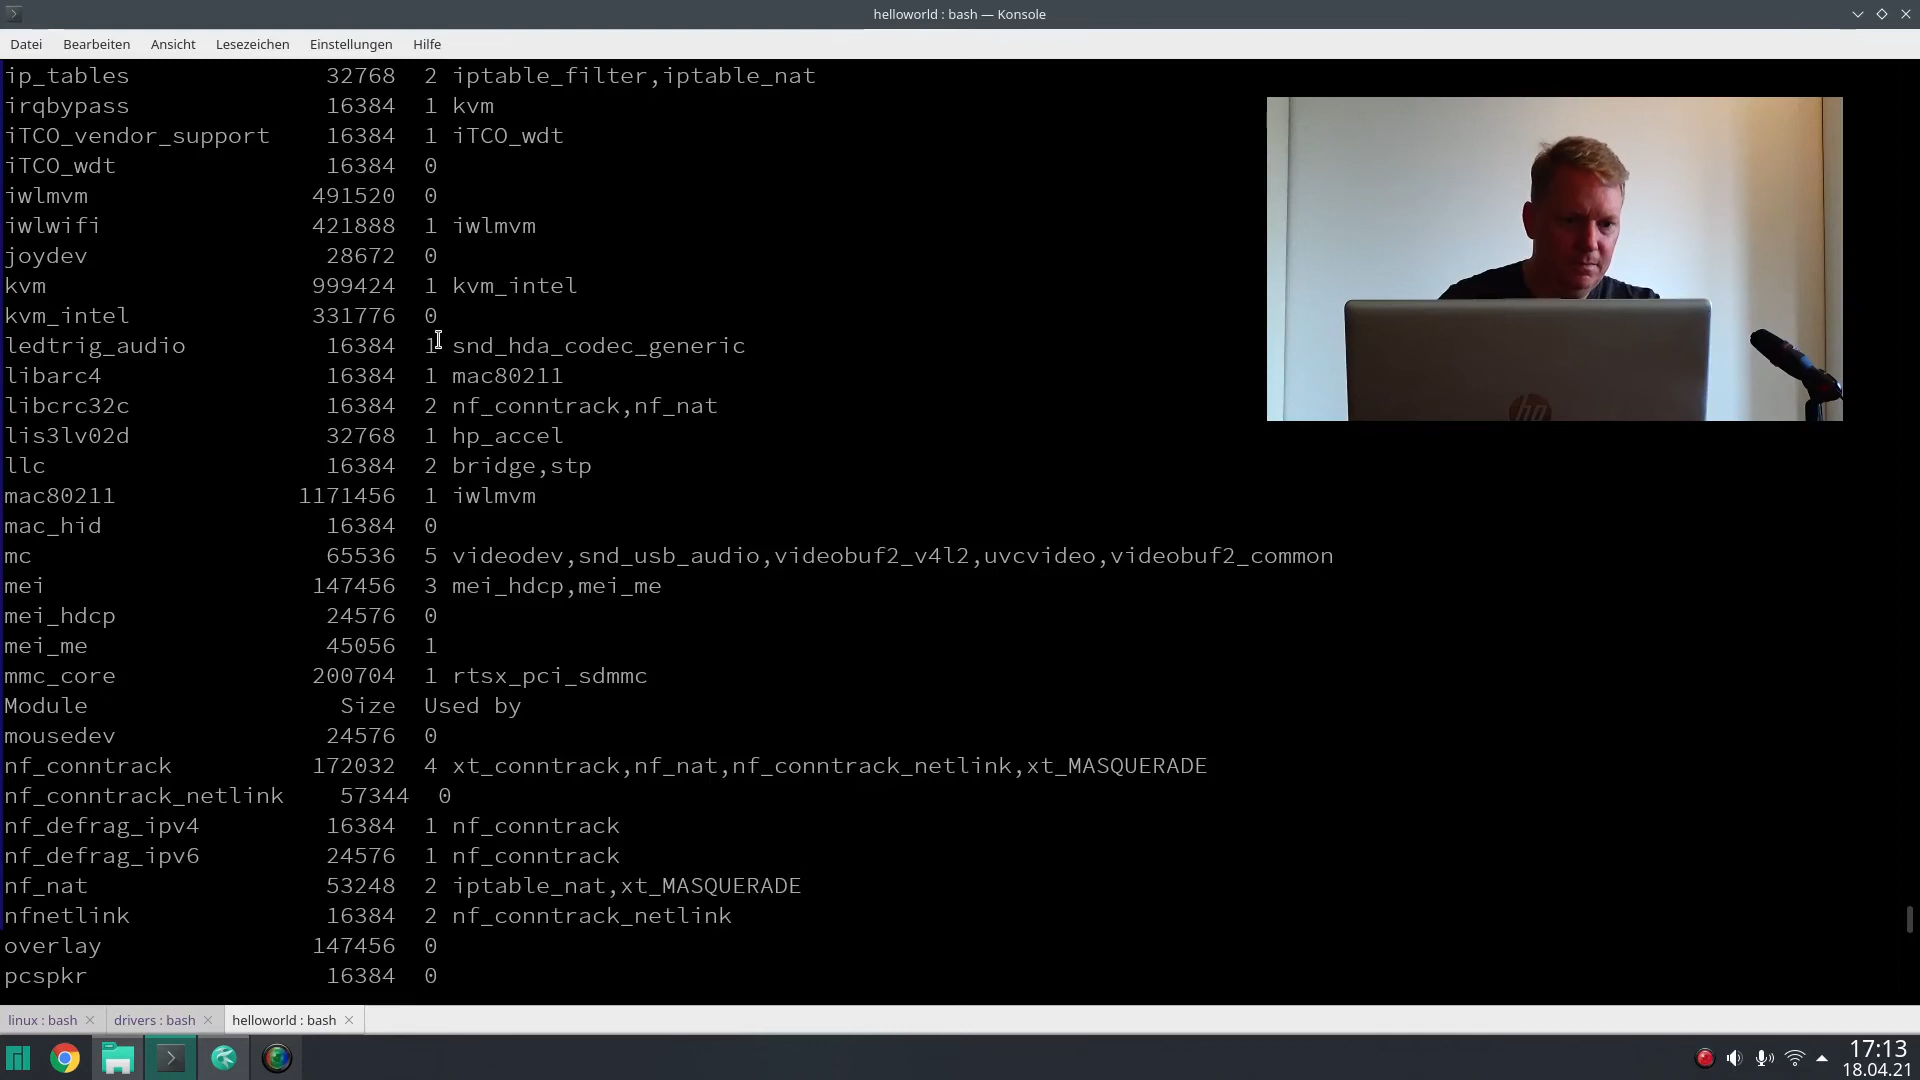 helloworld : bash — Konsole
Datei Bearbeiten Ansicht Lesezeichen Einstellungen Hilfe
ip_tables 32768 2 iptable_filter,iptable_nat
irqbypass 16384 1 kvm
iTCO_vendor_support 16384 1 iTCO_wdt
iTCO_wdt 16384 0
iwlmvm 491520 0
iwlwifi 421888 1 iwlmvm
joydev 28672 0
kvm 999424 1 kvm_intel
kvm_intel 331776 0
ledtrig_audio 16384 1 snd_hda_codec_generic
libarc4 16384 1 mac80211
libcrc32c 16384 2 nf_conntrack,nf_nat
lis3lv02d 32768 1 hp_accel
llc 16384 2 bridge,stp
mac80211 1171456 1 iwlmvm
mac_hid 16384 0
mc 65536 5 videodev,snd_usb_audio,videobuf2_v4l2,uvcvideo,videobuf2_common
mei 147456 3 mei_hdcp,mei_me
mei_hdcp 24576 0
mei_me 45056 1
mmc_core 200704 1 rtsx_pci_sdmmc
Module Size Used by
mousedev 24576 0
nf_conntrack 172032 4 xt_conntrack,nf_nat,nf_conntrack_netlink,xt_MASQUERADE
nf_conntrack_netlink 57344 0
nf_defrag_ipv4 16384 1 nf_conntrack
nf_defrag_ipv6 24576 1 nf_conntrack
nf_nat 53248 2 iptable_nat,xt_MASQUERADE
nfnetlink 16384 2 nf_conntrack_netlink
overlay 147456 0
pcspkr 16384 0
hp
linux : bash drivers : bash helloworld : bash
17:13
18.04.21